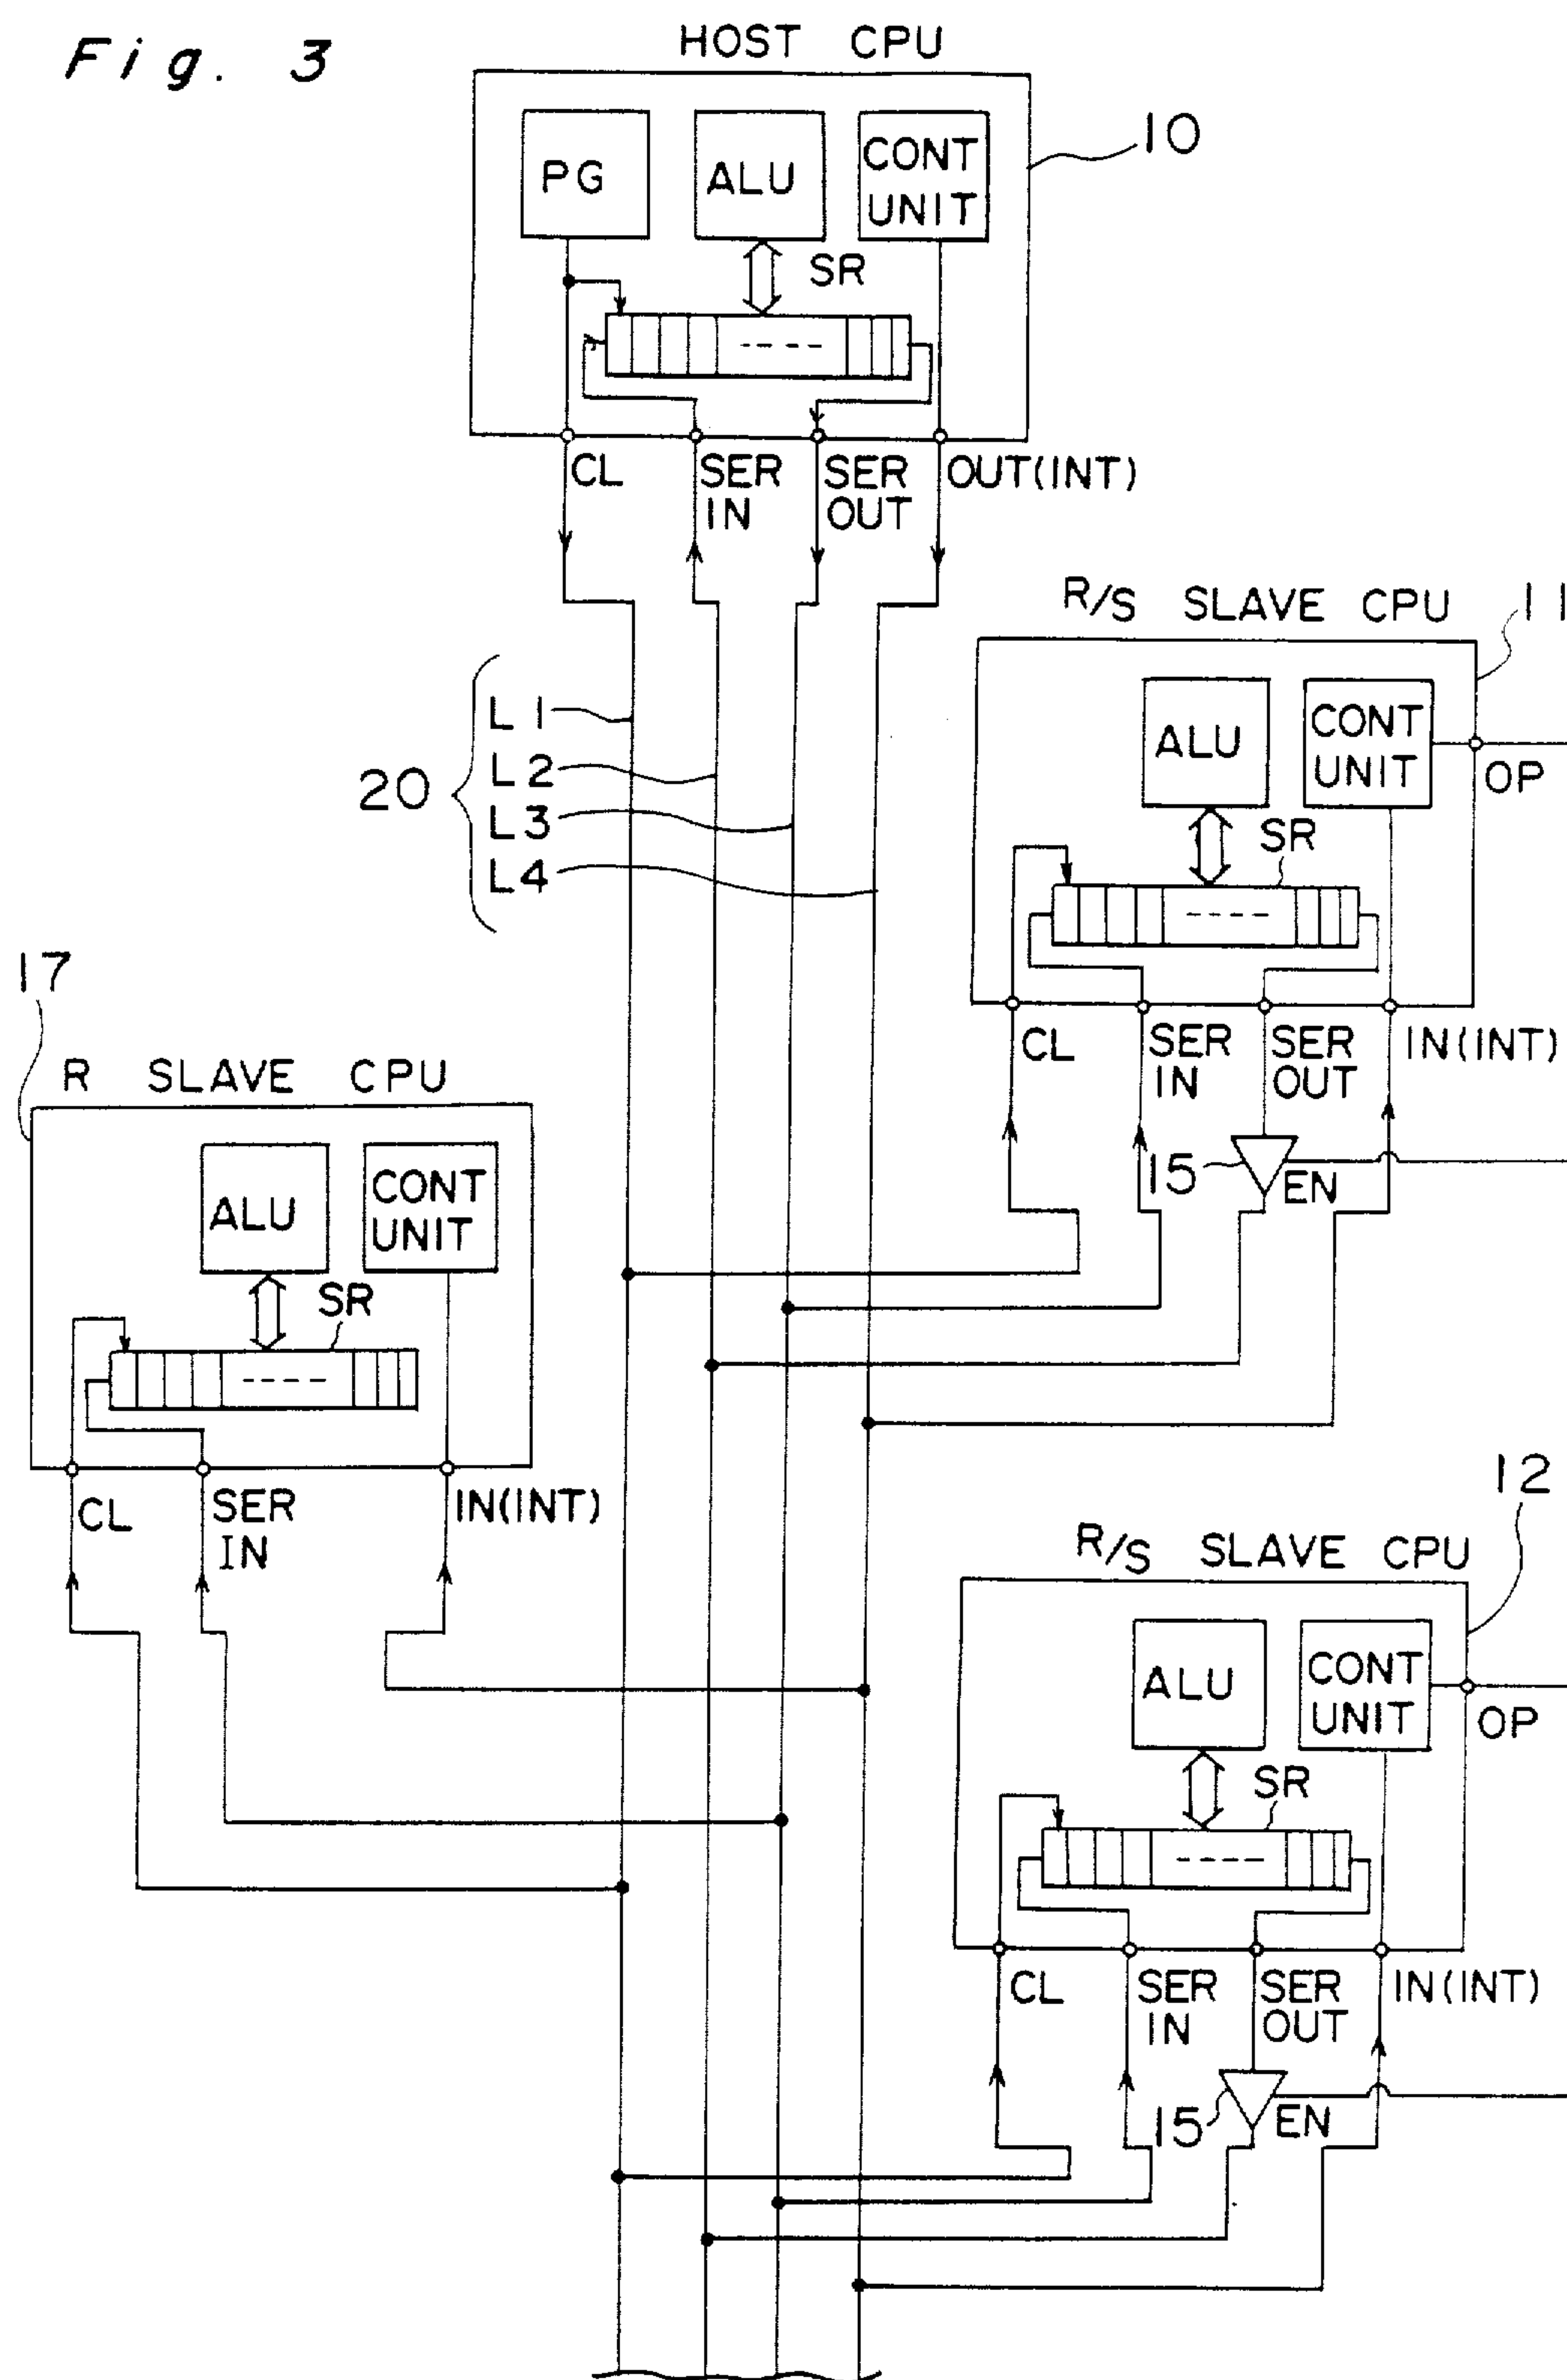 Fig. 3
HOST CPU
PG
ALU
CONT
UNIT
10
SR
CL
SER
IN
SER
OUT
OUT(INT)
R/S SLAVE CPU
11
20
L1
L2
L3
L4
ALU
CONT
UNIT
OP
SR
CL
SER
IN
SER
OUT
IN(INT)
15
EN
17
R SLAVE CPU
ALU
CONT
UNIT
SR
CL
SER
IN
IN(INT)
12
R/S SLAVE CPU
ALU
CONT
UNIT
OP
SR
CL
SER
IN
SER
OUT
IN(INT)
15
EN